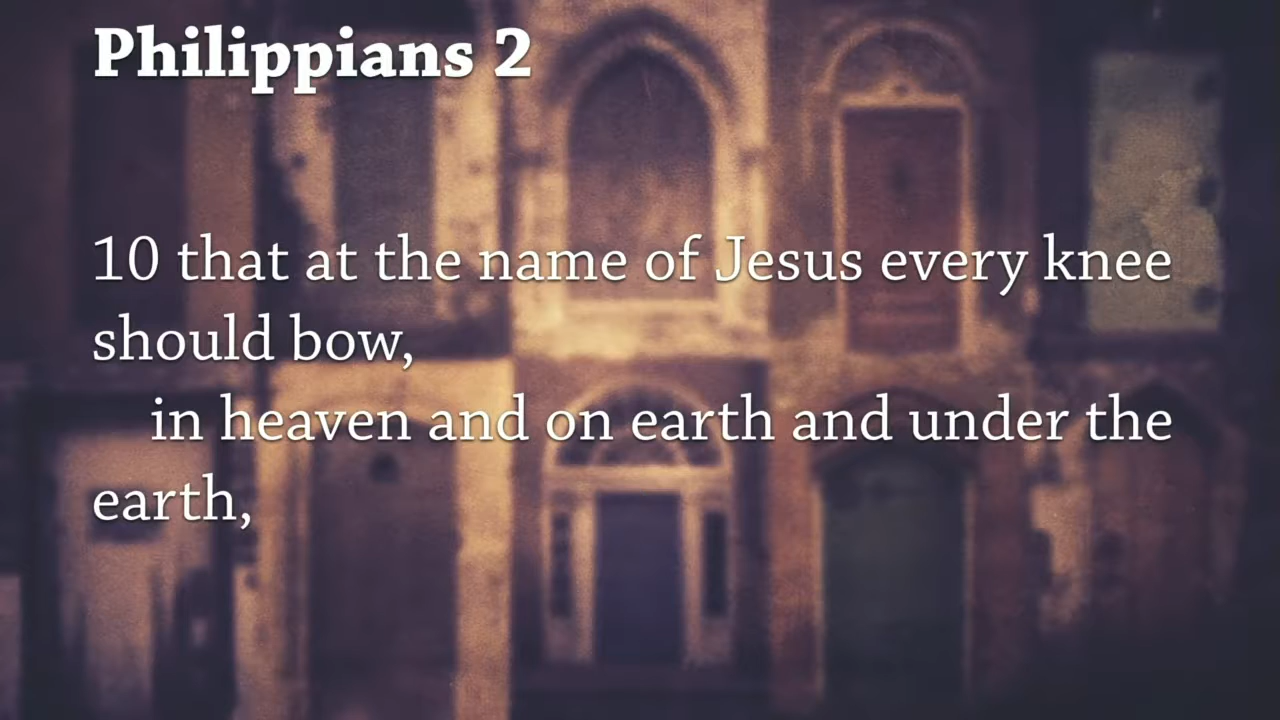 Philippians 2
10 that at the name of Jesus every knee
should bow,
in heaven and on earth and under the
earth,